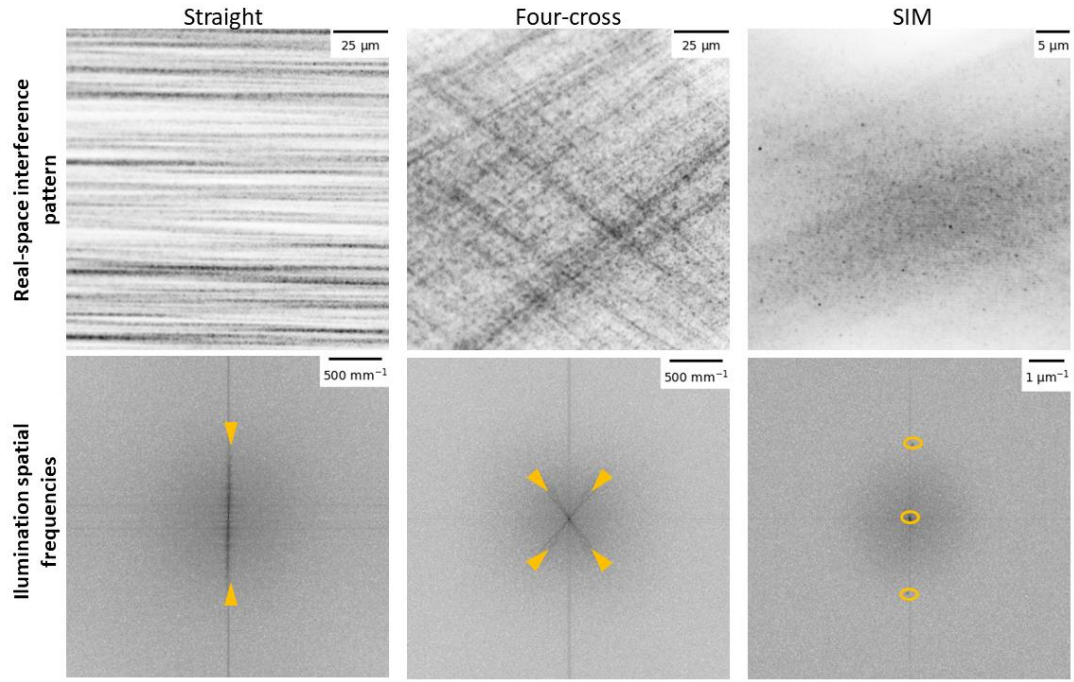 Straight
Four-cross
SIM
Real-space interference
pattern
25 µm
25 µm
5 µm
Ilumination spatial
frequencies
500 mm⁻¹
500 mm⁻¹
1 µm⁻¹